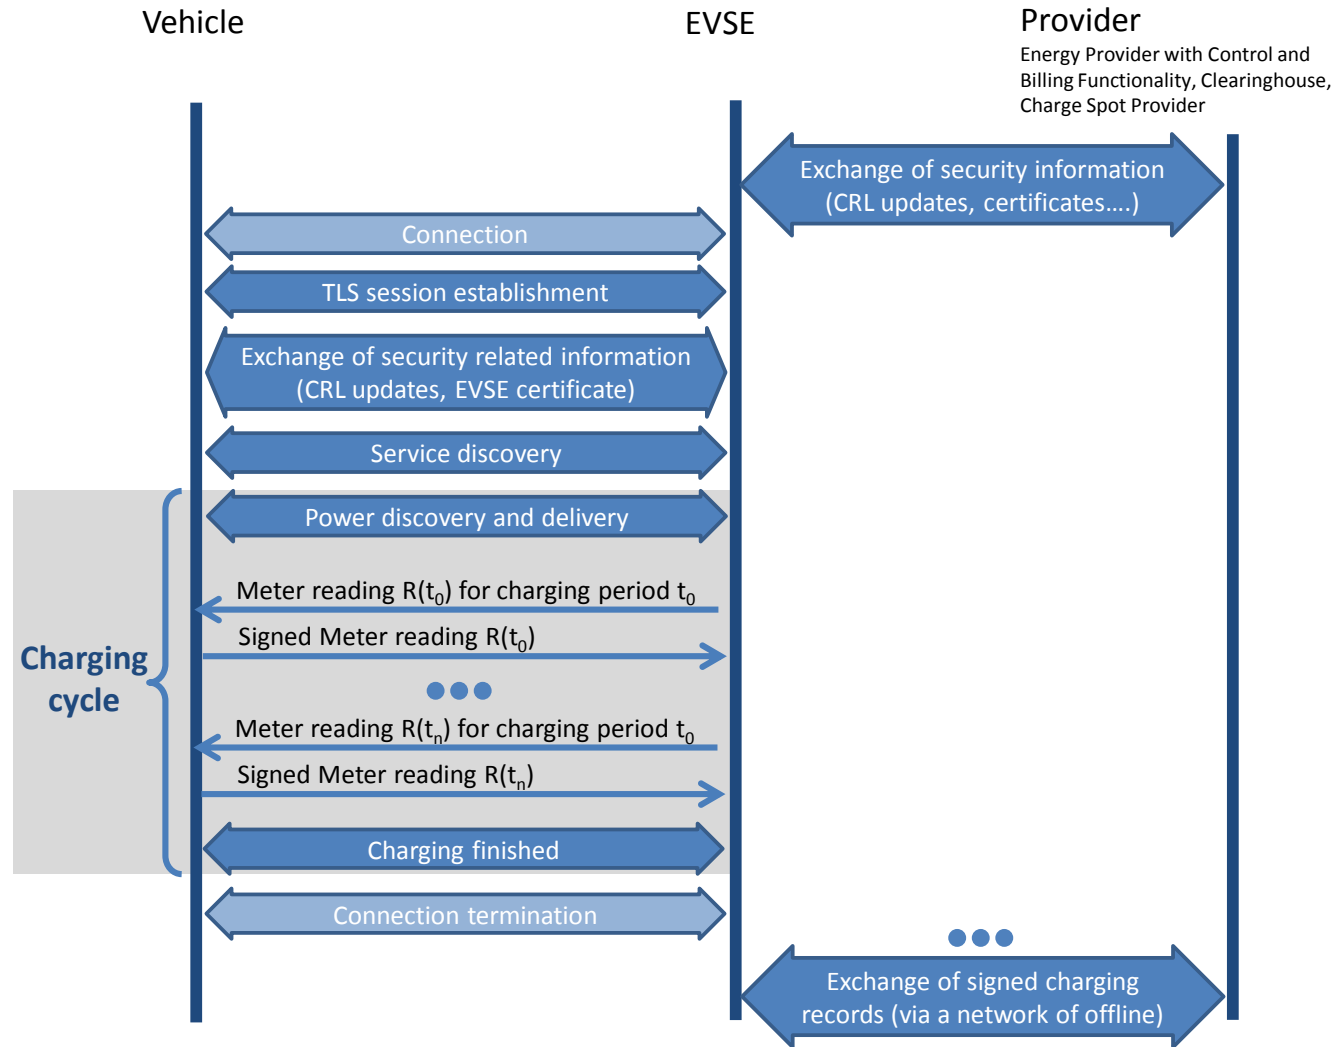 Vehicle
EVSE
Provider
Energy Provider with Control and
Billing Functionality, Clearinghouse,
Charge Spot Provider
Exchange of security information
(CRL updates, certificates....)
Connection
TLS session establishment
Exchange of security related information
(CRL updates, EVSE certificate)
Service discovery
Power discovery and delivery
Meter reading R(t₀) for charging period t₀
Signed Meter reading R(t₀)
Charging
cycle
Meter reading R(tₙ) for charging period t₀
Signed Meter reading R(tₙ)
Charging finished
Connection termination
Exchange of signed charging
records (via a network of offline)